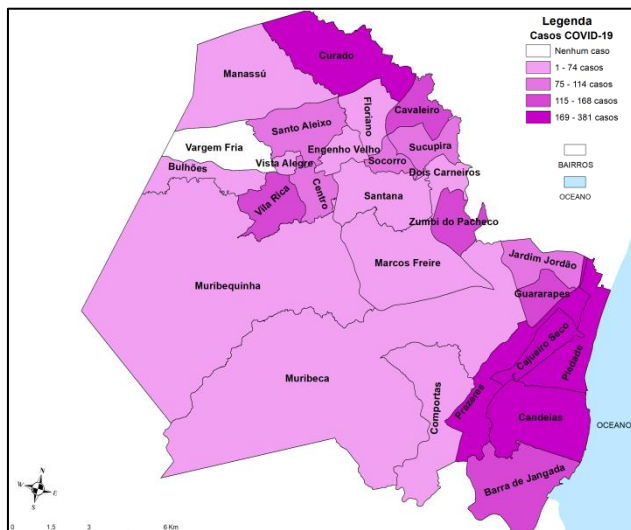 Legenda
Casos COVID-19
Nenhum caso
1 - 74 casos
75 - 114 casos
115 - 168 casos
169 - 381 casos
BAIRROS
OCEANO
Curado
Manassú
Floriano
Cavaleiro
Santo Aleixo
Vargem Fria
Engenho Velho
Sucupira
Vista Alegre
Socorro
Bulhões
Dois Carneiros
Vila Rica
Centro
Santana
Zumbi do Pacheco
Marcos Freire
Jardim Jordão
Muribequinha
Guararapes
Cajueiro Seco
Piedade
Muribeca
Comportas
Prazeres
Candeias
OCEANO
Barra de Jangada
N
W
E
S
0 1,5 3 6 Km